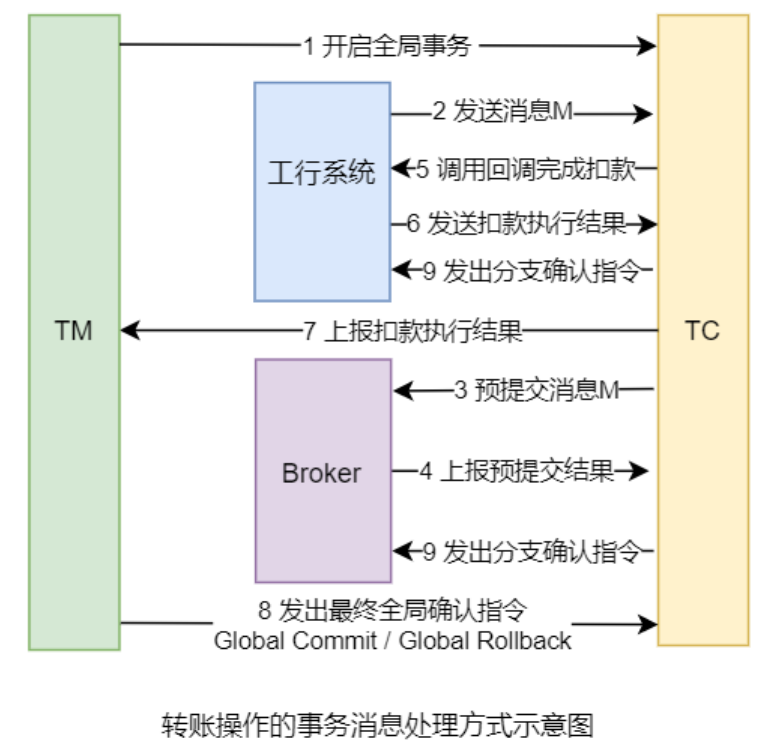 1 开启全局事务
2 发送消息M
工行系统
5 调用回调完成扣款
6 发送扣款执行结果
9 发出分支确认指令
TM
7 上报扣款执行结果
TC
3 预提交消息M
Broker
4 上报预提交结果
9 发出分支确认指令
8 发出最终全局确认指令
Global Commit / Global Rollback
转账操作的事务消息处理方式示意图